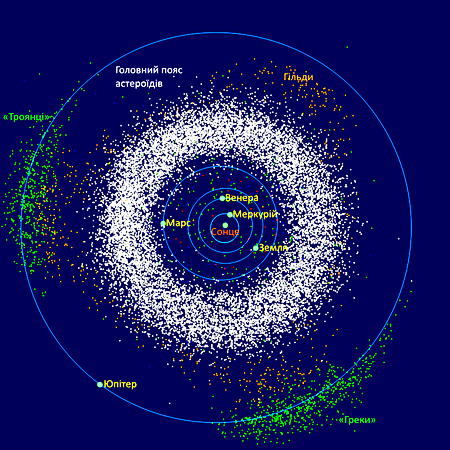 Головний пояс
астероїдів
Гільди
«Троянці»
Венера
Меркурій
Марс
Сонце
Земля
Юпітер
«Греки»